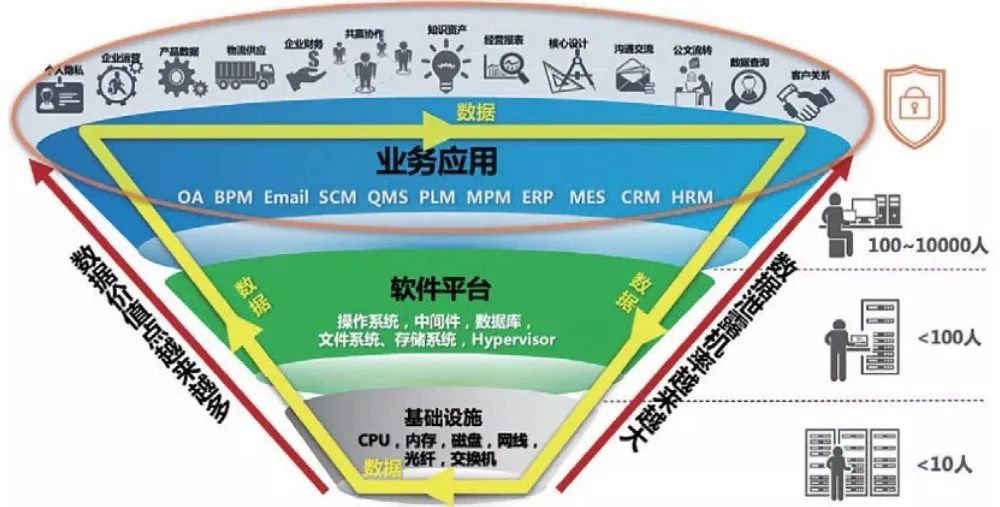 个人隐私
企业运营
产品数据
物流供应
企业财务
共赢协作
知识资产
经营报表
核心设计
沟通交流
公文流转
数据查询
客户关系
数据
业务应用
OA BPM Email SCM QMS PLM MPM ERP MES CRM HRM
100~10000人
数据
软件平台
数据
操作系统，中间件，数据库，
文件系统、存储系统，Hypervisor
<100人
数据价值点越来越多
数据泄露机率越来越大
基础设施
CPU，内存，磁盘，网线，
光纤，交换机
数据
<10人